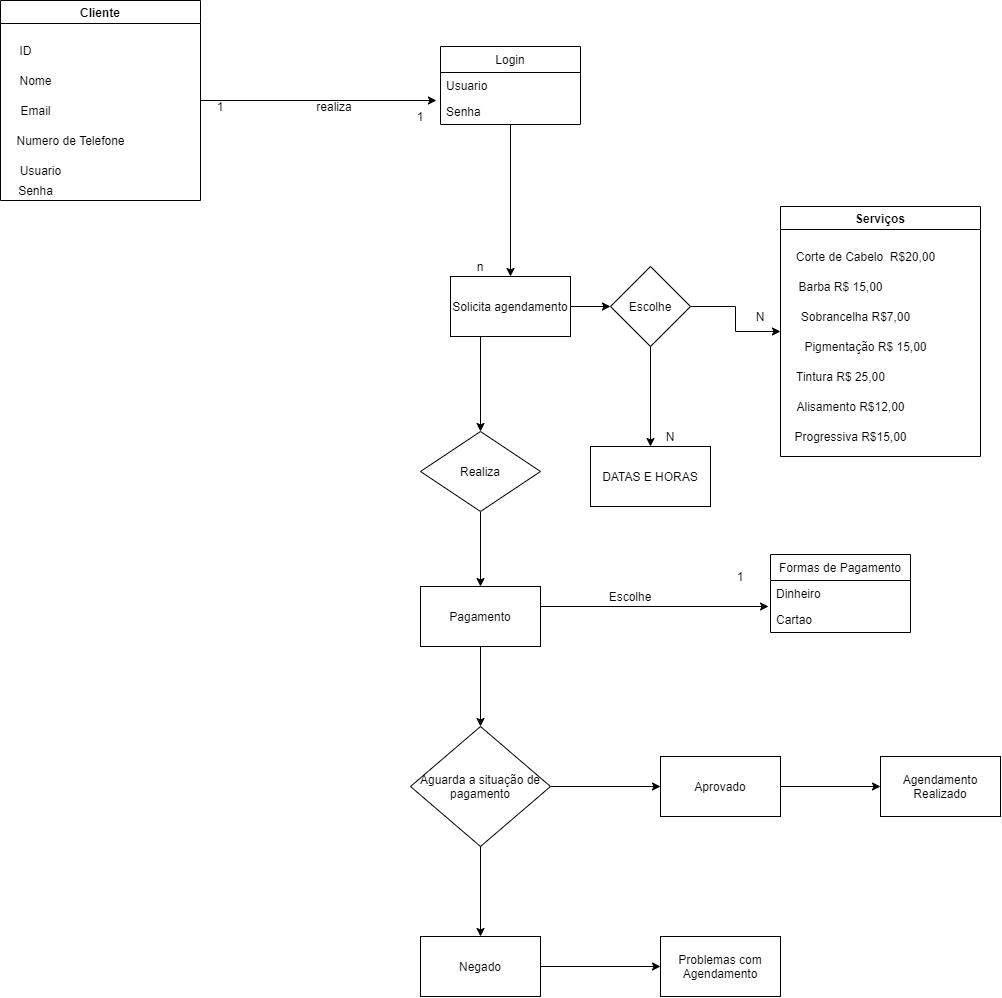 Cliente
ID
Nome
Email
Numero de Telefone
Usuario
Senha
1
realiza
1
Login
Usuario
Senha
n
Solicita agendamento
Escolhe
N
Serviços
Corte de Cabelo  R$20,00
Barba R$ 15,00
Sobrancelha R$7,00
Pigmentação R$ 15,00
Tintura R$ 25,00
Alisamento R$12,00
Progressiva R$15,00
N
DATAS E HORAS
Realiza
Pagamento
Escolhe
1
Formas de Pagamento
Dinheiro
Cartao
Aguarda a situação de
pagamento
Aprovado
Agendamento
Realizado
Negado
Problemas com
Agendamento